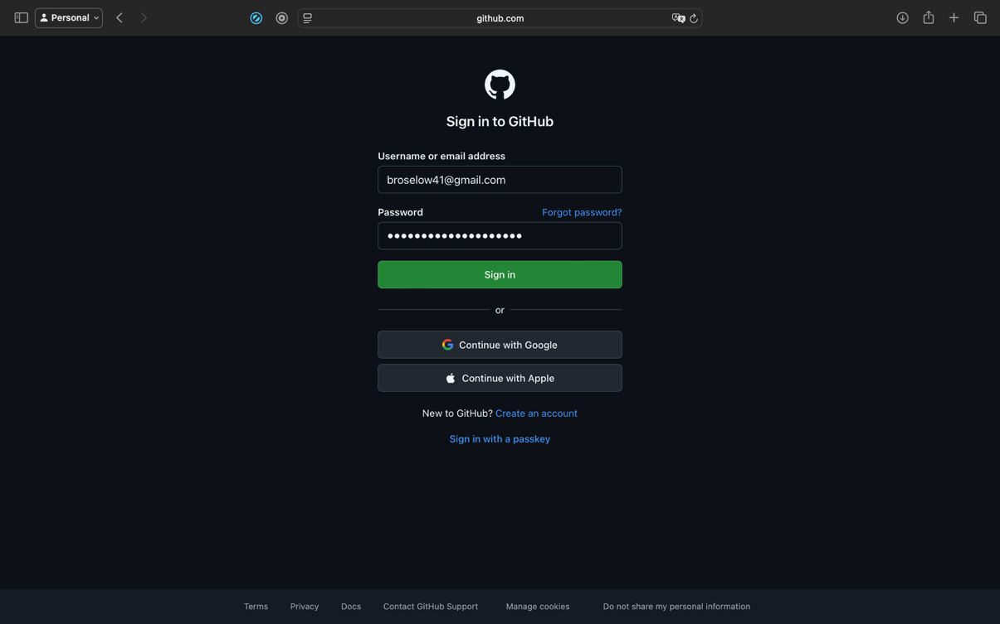 Personal
github.com
Sign in to GitHub
Username or email address
broselow41@gmail.com
Password Forgot password?
••••••••••••••••••••
Sign in
or
Continue with Google
Continue with Apple
New to GitHub? Create an account
Sign in with a passkey
Terms Privacy Docs Contact GitHub Support Manage cookies Do not share my personal information